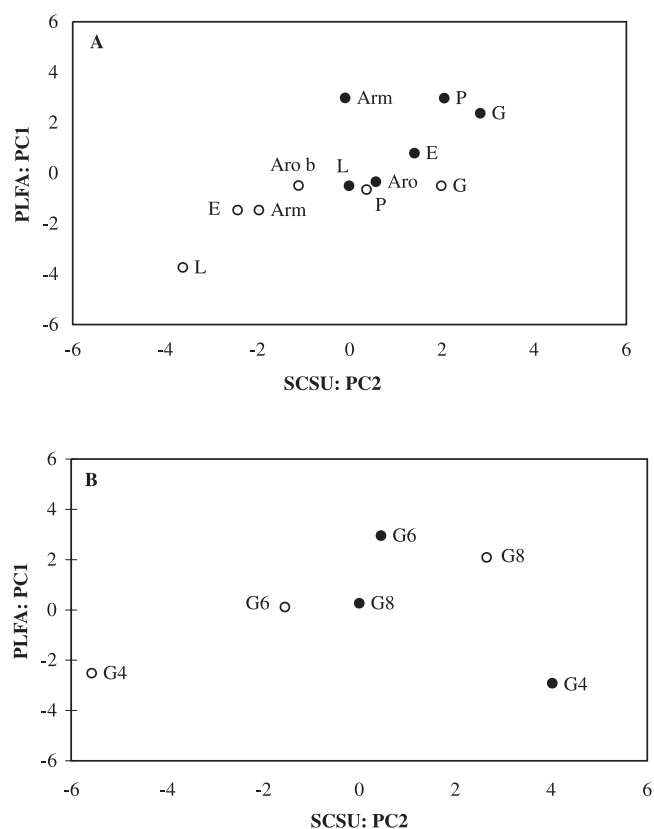 6
A
4
Arm
P
G
2
E
L
Aro b
Aro
0
G
P
E
Arm
-2
L
-4
-6
-6 -4 -2 0 2 4 6
SCSU: PC2
PLFA: PC1
6
B
4
G6
G8
2
G6
G8
0
G4
G4
-2
-4
-6
-6 -4 -2 0 2 4 6
SCSU: PC2
PLFA: PC1